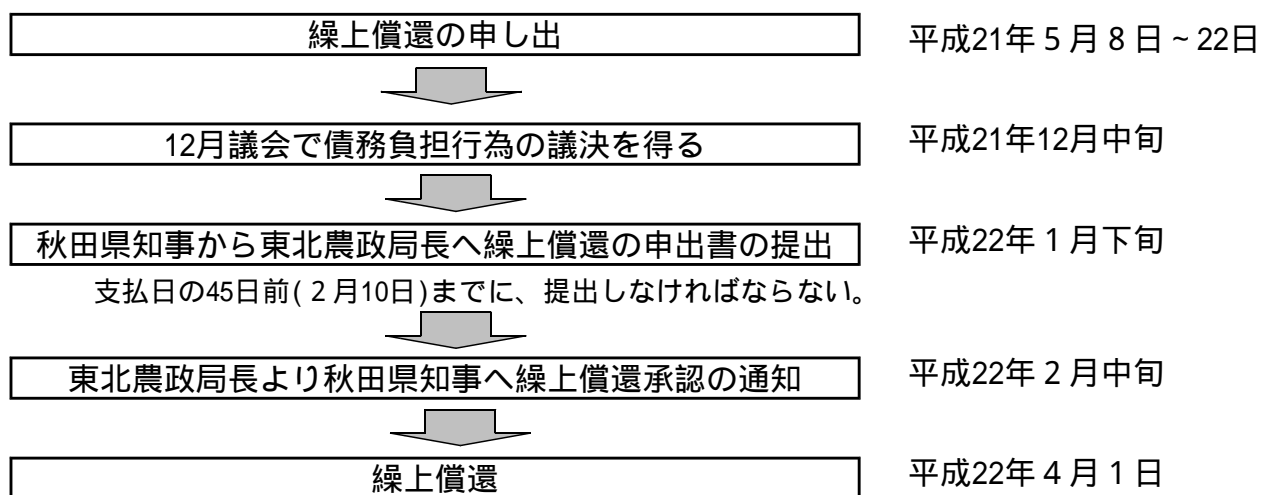 繰上償還の申し出 平成21年5月8日~22日
12月議会で債務負担行為の議決を得る 平成21年12月中旬
秋田県知事から東北農政局長へ繰上償還の申出書の提出 平成22年1月下旬
支払日の45日前(2月10日)までに、提出しなければならない。
東北農政局長より秋田県知事へ繰上償還承認の通知 平成22年2月中旬
繰上償還 平成22年4月1日